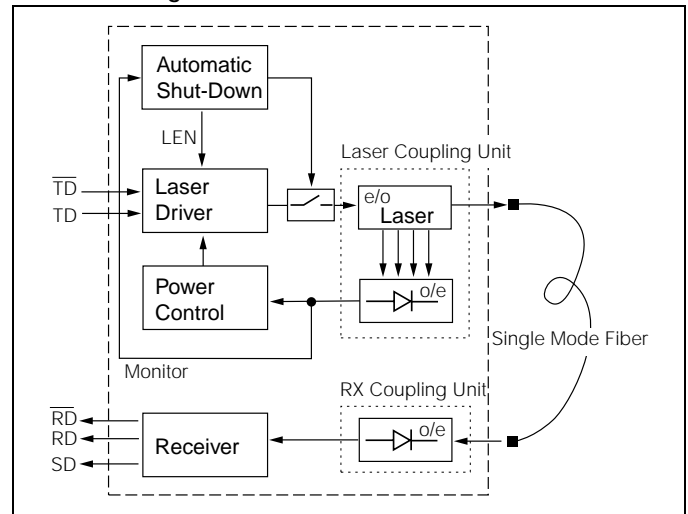 Automatic
Shut-Down
LEN
Laser Coupling Unit
TD
TD
Laser
Driver
e/o
Laser
Power
Control
o/e
Single Mode Fiber
Monitor
RX Coupling Unit
RD
RD
SD
Receiver
o/e